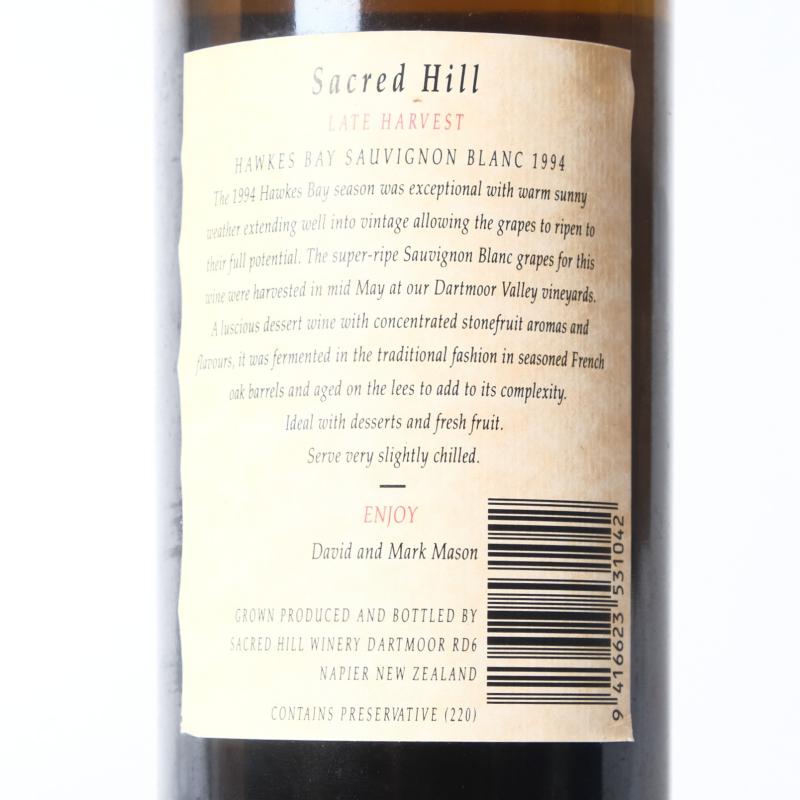 Sacred Hill
LATE HARVEST
HAWKES BAY SAUVIGNON BLANC 1994
The 1994 Hawkes Bay season was exceptional with warm sunny
weather extending well into vintage allowing the grapes to ripen to
their full potential. The super-ripe Sauvignon Blanc grapes for this
wine were harvested in mid May at our Dartmoor Valley vineyards.
A luscious dessert wine with concentrated stonefruit aromas and
flavours, it was fermented in the traditional fashion in seasoned French
oak barrels and aged on the lees to add to its complexity.
Ideal with desserts and fresh fruit.
Serve very slightly chilled.
ENJOY
David and Mark Mason
GROWN PRODUCED AND BOTTLED BY
SACRED HILL WINERY DARTMOOR RD6
NAPIER NEW ZEALAND
CONTAINS PRESERVATIVE (220)
9 416623 531042